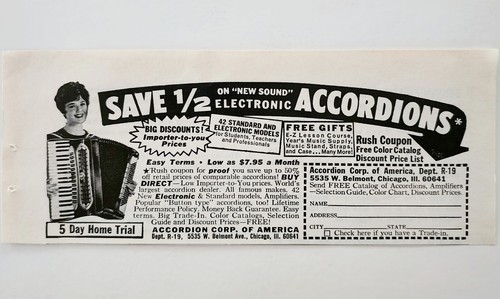 SAVE 1/2 ON "NEW SOUND" ELECTRONIC ACCORDIONS*
BIG DISCOUNTS!
Importer-to-you
Prices
42 STANDARD AND
ELECTRONIC MODELS
for Students, Teachers
and Professionals
FREE GIFTS
E-Z Lesson Course,
Year's Music Supply,
Music Stand, Straps
and Case... Many More!
Rush Coupon
Free Color Catalog
Discount Price List
Easy Terms • Low as $7.95 a Month
*Rush coupon for proof you save up to 50%
off retail prices of comparable accordions! BUY
DIRECT—Low Importer-to-You prices. World's
largest accordion dealer. All famous makes. 42
New Electronic & Standard models, Amplifiers.
Popular "Button type" accordions, too! Lifetime
Performance Policy. Money Back Guarantee. Easy
terms. Big Trade-In. Color Catalogs, Selection
Guide and Discount Prices—FREE!
ACCORDION CORP. OF AMERICA
Dept. R-19, 5535 W. Belmont Ave., Chicago, Ill. 60641
5 Day Home Trial
Accordion Corp. of America, Dept. R-19
5535 W. Belmont, Chicago, Ill. 60641
Send FREE Catalog of Accordions, Amplifiers
—Selection Guide, Color Chart, Discount Prices.
NAME
ADDRESS
CITY STATE
Check here if you have a Trade-in.